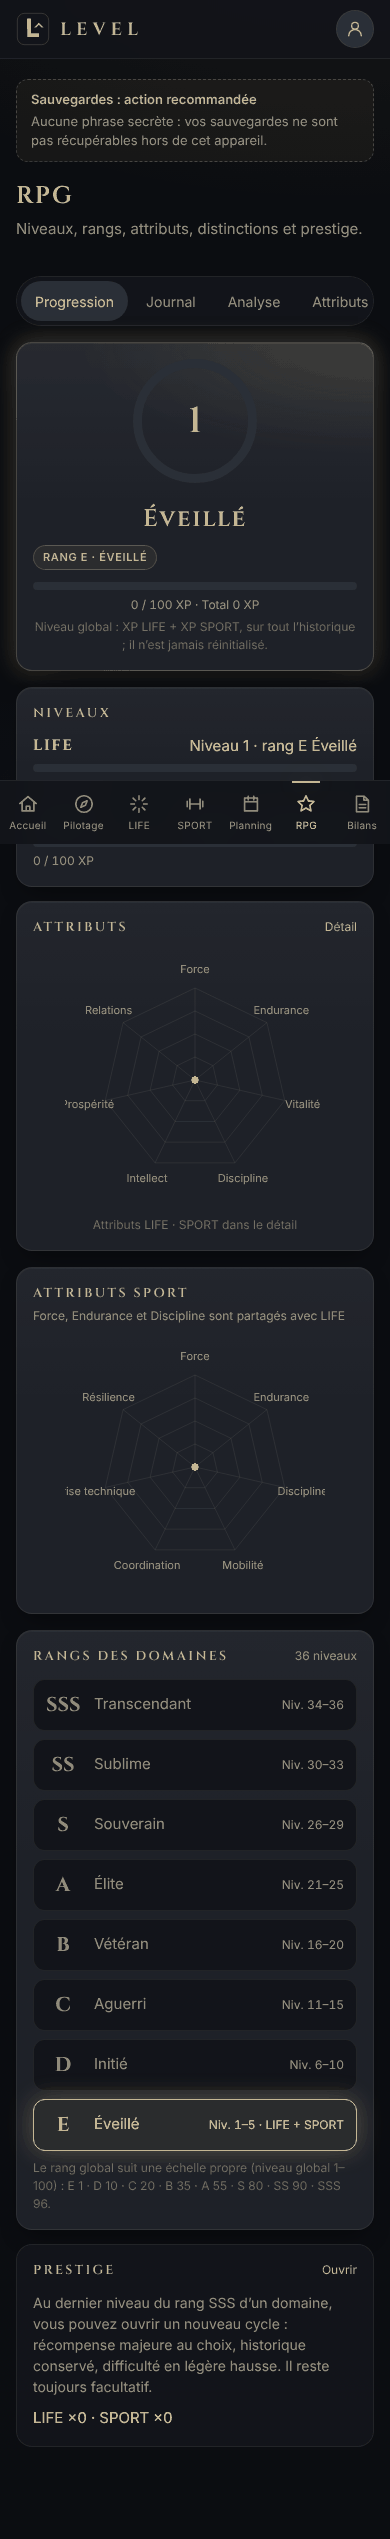 LEVEL
Sauvegardes : action recommandée
Aucune phrase secrète : vos sauvegardes ne sont
pas récupérables hors de cet appareil.
RPG
Niveaux, rangs, attributs, distinctions et prestige.
Progression Journal Analyse Attributs
1
ÉVEILLÉ
RANG E · ÉVEILLÉ
0 / 100 XP · Total 0 XP
Niveau global : XP LIFE + XP SPORT, sur tout l'historique
; il n'est jamais réinitialisé.
NIVEAUX
LIFE Niveau 1 · rang E Éveillé
Accueil Pilotage LIFE SPORT Planning RPG Bilans
0 / 100 XP
ATTRIBUTS Détail
Force
Relations Endurance
Prospérité Vitalité
Intellect Discipline
Attributs LIFE · SPORT dans le détail
ATTRIBUTS SPORT
Force, Endurance et Discipline sont partagés avec LIFE
Force
Résilience Endurance
ise technique Discipline
Coordination Mobilité
RANGS DES DOMAINES 36 niveaux
SSS Transcendant Niv. 34–36
SS Sublime Niv. 30–33
S Souverain Niv. 26–29
A Élite Niv. 21–25
B Vétéran Niv. 16–20
C Aguerri Niv. 11–15
D Initié Niv. 6–10
E Éveillé Niv. 1–5 · LIFE + SPORT
Le rang global suit une échelle propre (niveau global 1–
100) : E 1 · D 10 · C 20 · B 35 · A 55 · S 80 · SS 90 · SSS
96.
PRESTIGE Ouvrir
Au dernier niveau du rang SSS d'un domaine,
vous pouvez ouvrir un nouveau cycle :
récompense majeure au choix, historique
conservé, difficulté en légère hausse. Il reste
toujours facultatif.
LIFE ×0 · SPORT ×0